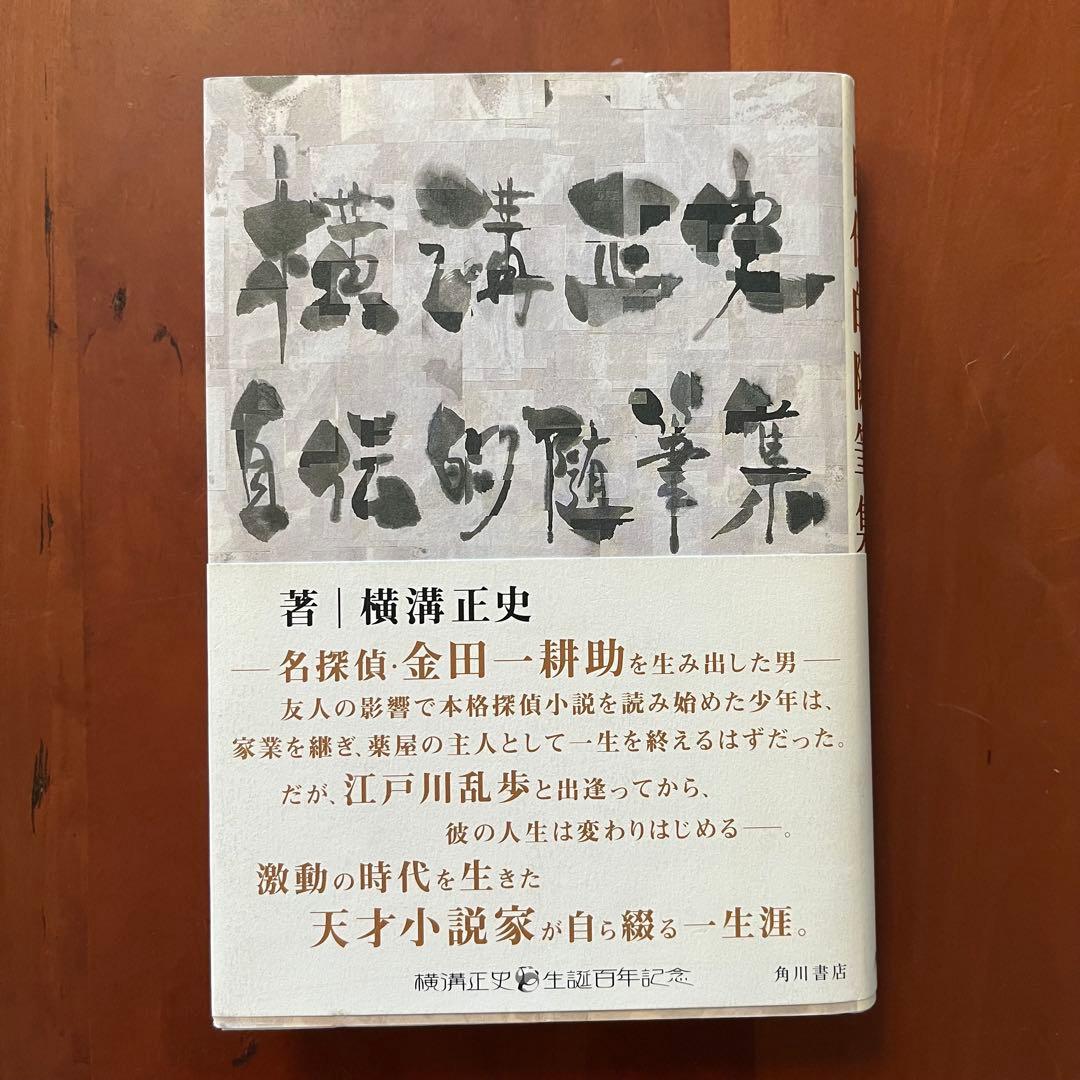 横溝正史
自伝的随筆集
著|横溝正史
―名探偵・金田一耕助を生み出した男―
友人の影響で本格探偵小説を読み始めた少年は、
家業を継ぎ、薬屋の主人として一生を終えるはずだった。
だが、江戸川乱歩と出逢ってから、
彼の人生は変わりはじめる――。
激動の時代を生きた
天才小説家が自ら綴る一生涯。
横溝正史生誕百年記念
角川書店